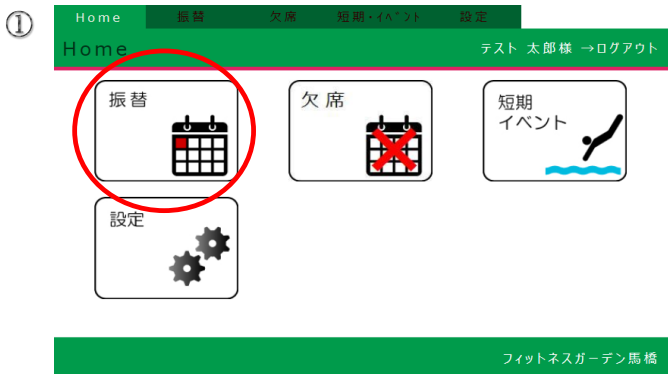 ①
Home 振替 欠席 短期・イベント 設定
Home テスト 太郎様 →ログアウト
振替 欠席 短期
イベント
設定
フィットネスガーデン馬橋